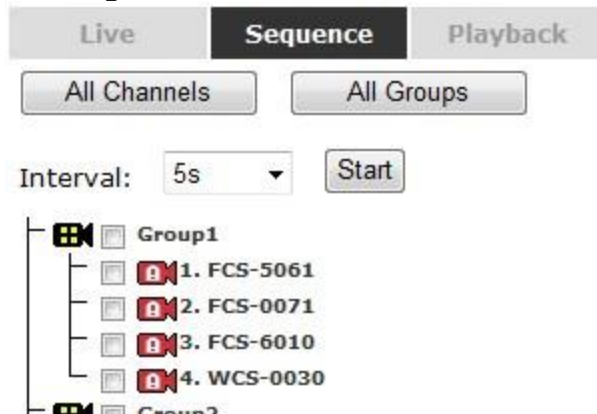 Live Sequence Playback
All Channels All Groups
Interval: 5s Start
Group1
1. FCS-5061
2. FCS-0071
3. FCS-6010
4. WCS-0030
Group2